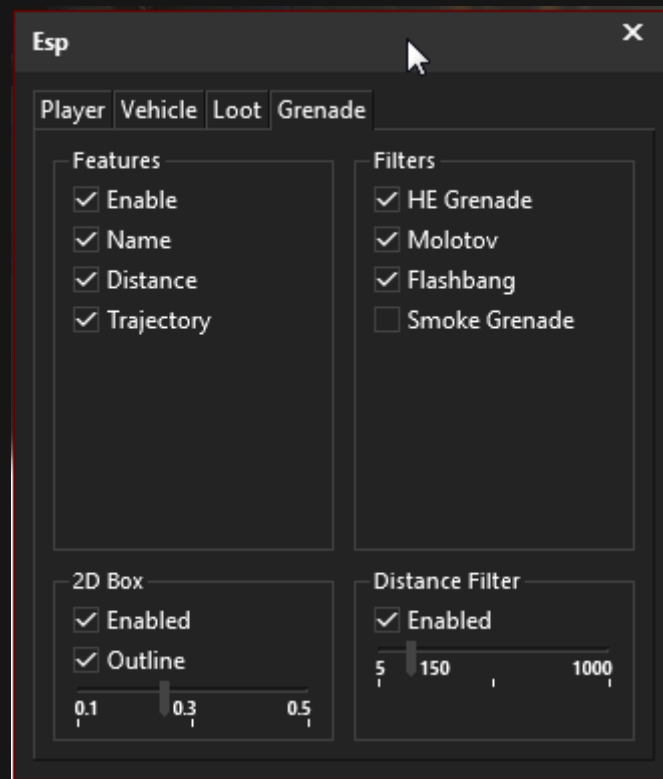 Esp
Player Vehicle Loot Grenade
Features
Enable
Name
Distance
Trajectory
Filters
HE Grenade
Molotov
Flashbang
Smoke Grenade
2D Box
Enabled
Outline
0.1 0.3 0.5
Distance Filter
Enabled
5 150 1000